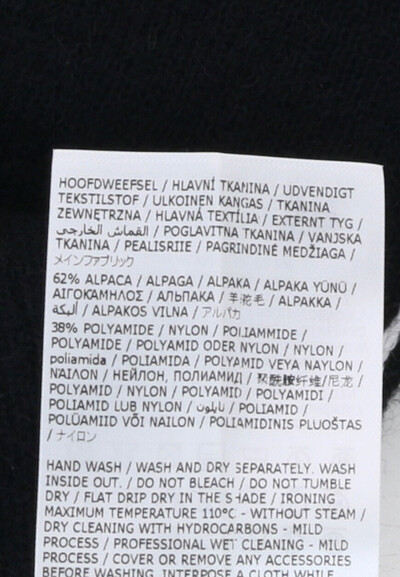 HOOFDWEEFSEL / HLAVNÍ TKANINA / UDVENDIGT
TEKSTILSTOF / ULKOINEN KANGAS / TKANINA
ZEWNĘTRZNA / HLAVNÁ TEXTÍLIA / EXTERNT TYG /
القماش الخارجي / POGLAVITNA TKANINA / VANJSKA
TKANINA / PEALISRIIE / PAGRINDINĖ MEDŽIAGA /
メインファブリック
62% ALPACA / ALPAGA / ALPAKA / ALPAKA YÜNÜ /
ΑΙΓΟΚΑΜΗΛΟΣ / АЛЬПАКА / 羊驼毛 / ALPAKKA /
ألبكة / ALPAKOS VILNA / アルパカ
38% POLYAMIDE / NYLON / POLIAMMIDE /
POLYAMIDE / POLYAMID ODER NYLON / NYLON /
poliamida / POLIAMIDA / POLYAMID VEYA NAYLON /
ΝΑΙΛΟΝ / НЕЙЛОН, ПОЛИАМИД / 聚酰胺纤维/尼龙 /
POLYAMID / NYLON / POLYAMID / POLYAMIDI /
POLIAMID LUB NYLON / نايلون / POLIAMID /
POLÜAMIID VÕI NAILON / POLIAMIDINIS PLUOŠTAS
/ ナイロン
HAND WASH / WASH AND DRY SEPARATELY. WASH
INSIDE OUT. / DO NOT BLEACH / DO NOT TUMBLE
DRY / FLAT DRIP DRY IN THE SHADE / IRONING
MAXIMUM TEMPERATURE 110ºC - WITHOUT STEAM /
DRY CLEANING WITH HYDROCARBONS - MILD
PROCESS / PROFESSIONAL WET CLEANING - MILD
PROCESS / COVER OR REMOVE ANY ACCESSORIES
BEFORE WASHING. INTERPOSE A CLOTH WHILE